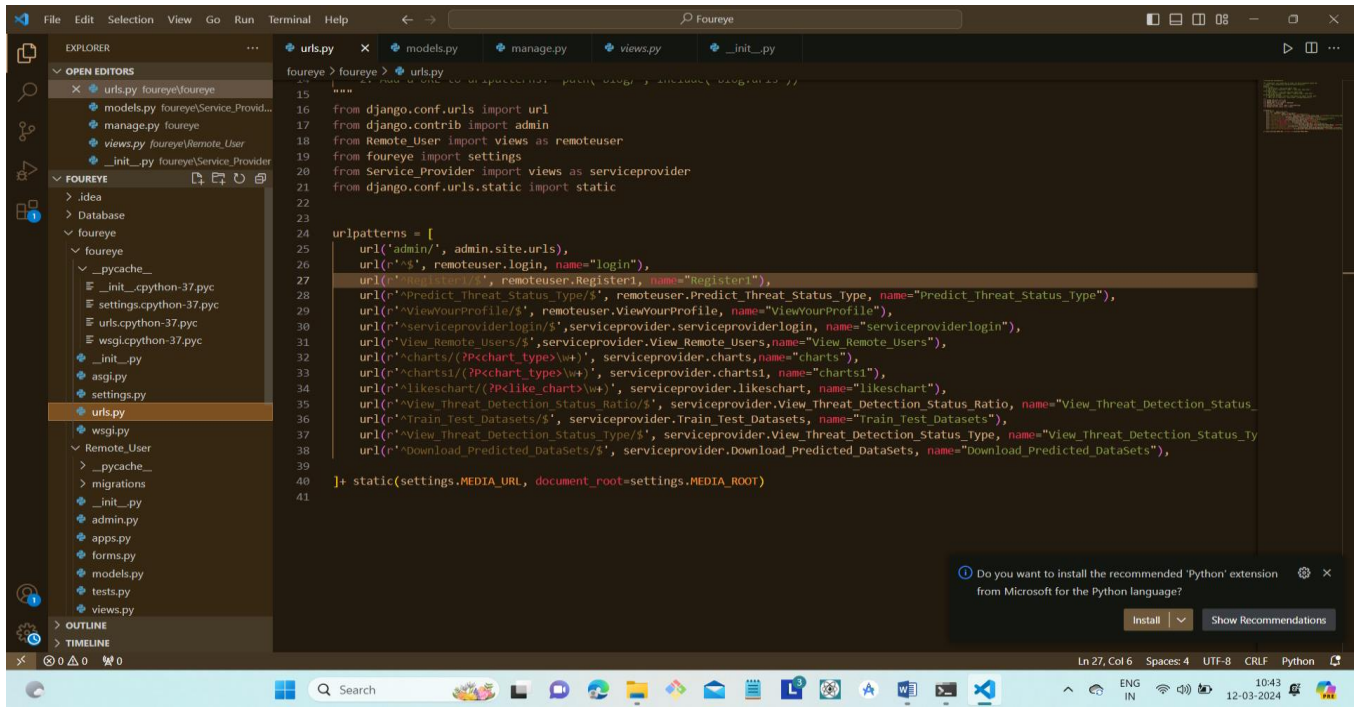 File Edit Selection View Go Run Terminal Help
Foureye
EXPLORER
OPEN EDITORS
urls.py foureye\foureye
models.py foureye\Service_Provid...
manage.py foureye
views.py foureye\Remote_User
__init__.py foureye\Service_Provider
FOUREYE
.idea
Database
foureye
foureye
__pycache__
__init__.cpython-37.pyc
settings.cpython-37.pyc
urls.cpython-37.pyc
wsgi.cpython-37.pyc
__init__.py
asgi.py
settings.py
urls.py
wsgi.py
Remote_User
__pycache__
migrations
__init__.py
admin.py
apps.py
forms.py
models.py
tests.py
views.py
OUTLINE
TIMELINE
urls.py models.py manage.py views.py __init__.py
foureye > foureye > urls.py
15 """
16 from django.conf.urls import url
17 from django.contrib import admin
18 from Remote_User import views as remoteuser
19 from foureye import settings
20 from Service_Provider import views as serviceprovider
21 from django.conf.urls.static import static
22
23
24 urlpatterns = [
25 url('admin/', admin.site.urls),
26 url(r'^$', remoteuser.login, name="login"),
27 url(r'^Register1/$', remoteuser.Register1, name="Register1"),
28 url(r'^Predict_Threat_Status_Type/$', remoteuser.Predict_Threat_Status_Type, name="Predict_Threat_Status_Type"),
29 url(r'^ViewYourProfile/$', remoteuser.ViewYourProfile, name="ViewYourProfile"),
30 url(r'^serviceproviderlogin/$',serviceprovider.serviceproviderlogin, name="serviceproviderlogin"),
31 url(r'View_Remote_Users/$',serviceprovider.View_Remote_Users,name="View_Remote_Users"),
32 url(r'^charts/(?P<chart_type>\w+)', serviceprovider.charts,name="charts"),
33 url(r'^charts1/(?P<chart_type>\w+)', serviceprovider.charts1, name="charts1"),
34 url(r'^likeschart/(?P<like_chart>\w+)', serviceprovider.likeschart, name="likeschart"),
35 url(r'^View_Threat_Detection_Status_Ratio/$', serviceprovider.View_Threat_Detection_Status_Ratio, name="View_Threat_Detection_Status_
36 url(r'^Train_Test_Datasets/$', serviceprovider.Train_Test_Datasets, name="Train_Test_Datasets"),
37 url(r'^View_Threat_Detection_Status_Type/$', serviceprovider.View_Threat_Detection_Status_Type, name="View_Threat_Detection_Status_Ty
38 url(r'^Download_Predicted_DataSets/$', serviceprovider.Download_Predicted_DataSets, name="Download_Predicted_DataSets"),
39
40 ]+ static(settings.MEDIA_URL, document_root=settings.MEDIA_ROOT)
41
Do you want to install the recommended 'Python' extension
from Microsoft for the Python language?
Install Show Recommendations
0 0 0 Ln 27, Col 6 Spaces: 4 UTF-8 CRLF Python
Search
ENG
IN
10:43
12-03-2024